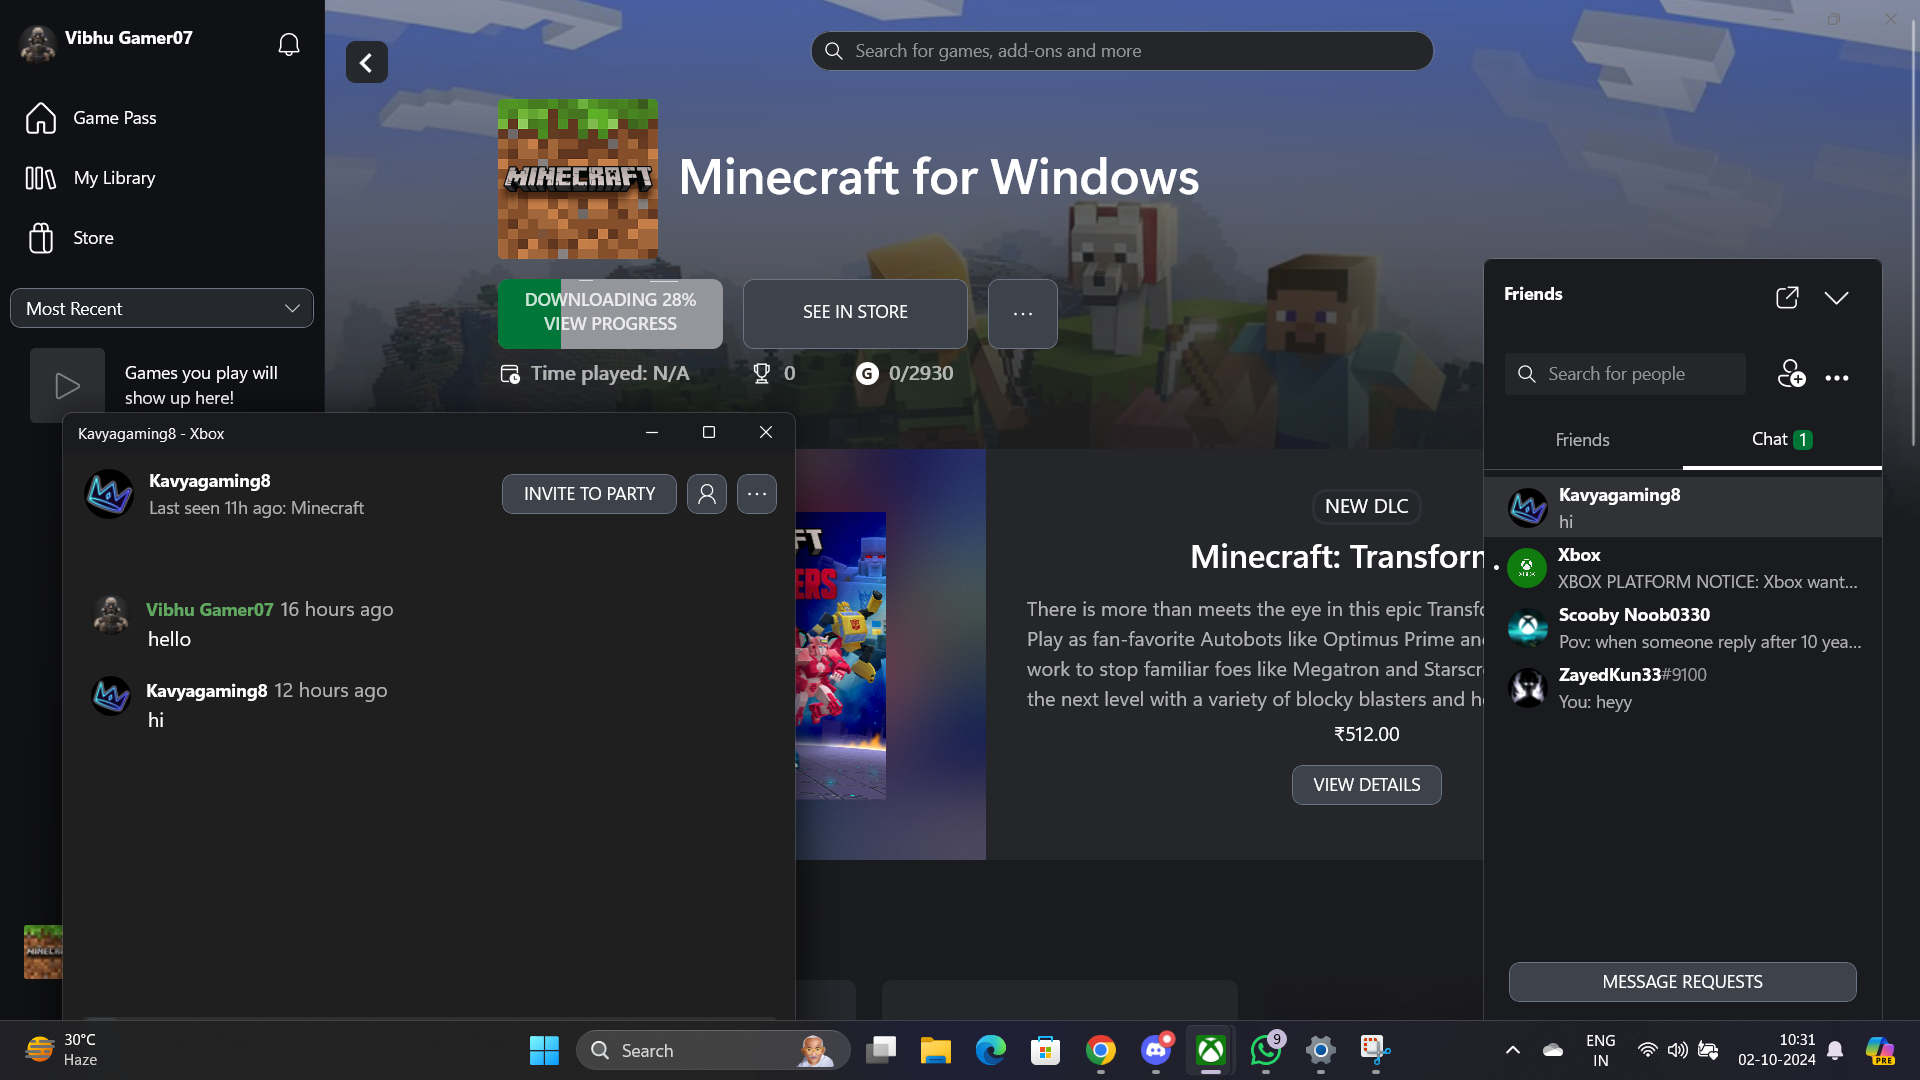 Vibhu Gamer07
Game Pass
My Library
Store
Most Recent
Games you play will
show up here!
Search for games, add-ons and more
MINECRAFT
Minecraft for Windows
DOWNLOADING 28%
VIEW PROGRESS
SEE IN STORE
...
Time played: N/A
0
G 0/2930
Kavyagaming8 - Xbox
Kavyagaming8
Last seen 11h ago: Minecraft
INVITE TO PARTY
...
Vibhu Gamer07 16 hours ago
hello
Kavyagaming8 12 hours ago
hi
NEW DLC
Minecraft: Transform
There is more than meets the eye in this epic Transfo
Play as fan-favorite Autobots like Optimus Prime an
work to stop familiar foes like Megatron and Starscr
the next level with a variety of blocky blasters and h
₹512.00
VIEW DETAILS
Friends
Search for people
Friends
Chat 1
Kavyagaming8
hi
Xbox
XBOX PLATFORM NOTICE: Xbox want...
Scooby Noob0330
Pov: when someone reply after 10 yea...
ZayedKun33#9100
You: heyy
MESSAGE REQUESTS
30°C
Haze
Search
9
ENG
IN
10:31
02-10-2024
PRE